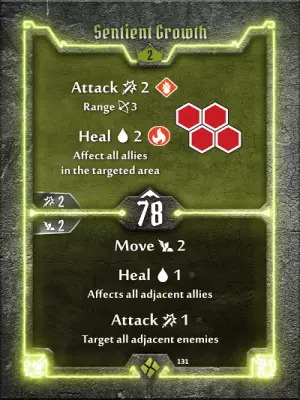 Sentient Growth
2
Attack 2
Range 3
Heal 2
Affect all allies
in the targeted area
2
78
2
Move 2
Heal 1
Affects all adjacent allies
Attack 1
Target all adjacent enemies
131